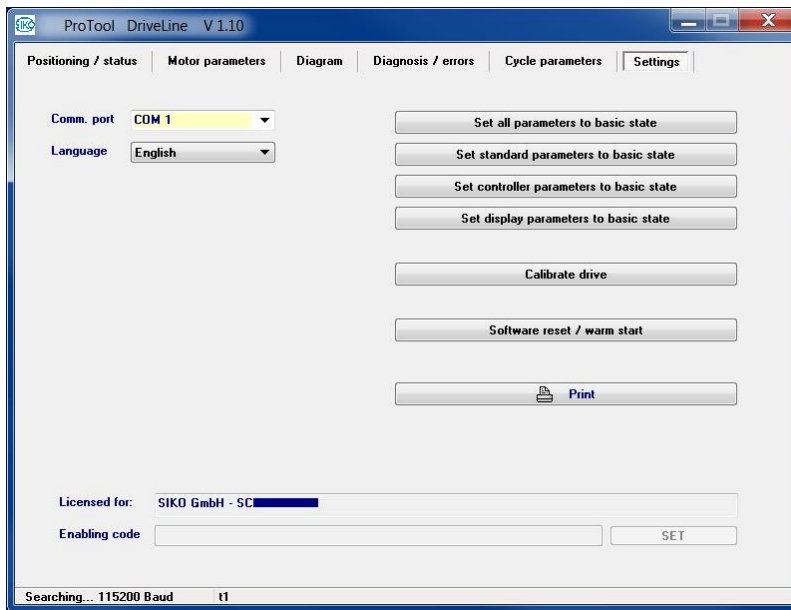 SIKO ProTool DriveLine V 1.10
Positioning / status Motor parameters Diagram Diagnosis / errors Cycle parameters Settings
Comm. port COM 1
Set all parameters to basic state
Language English
Set standard parameters to basic state
Set controller parameters to basic state
Set display parameters to basic state
Calibrate drive
Software reset / warm start
Print
Licensed for: SIKO GmbH - SC
Enabling code SET
Searching... 115200 Baud t1